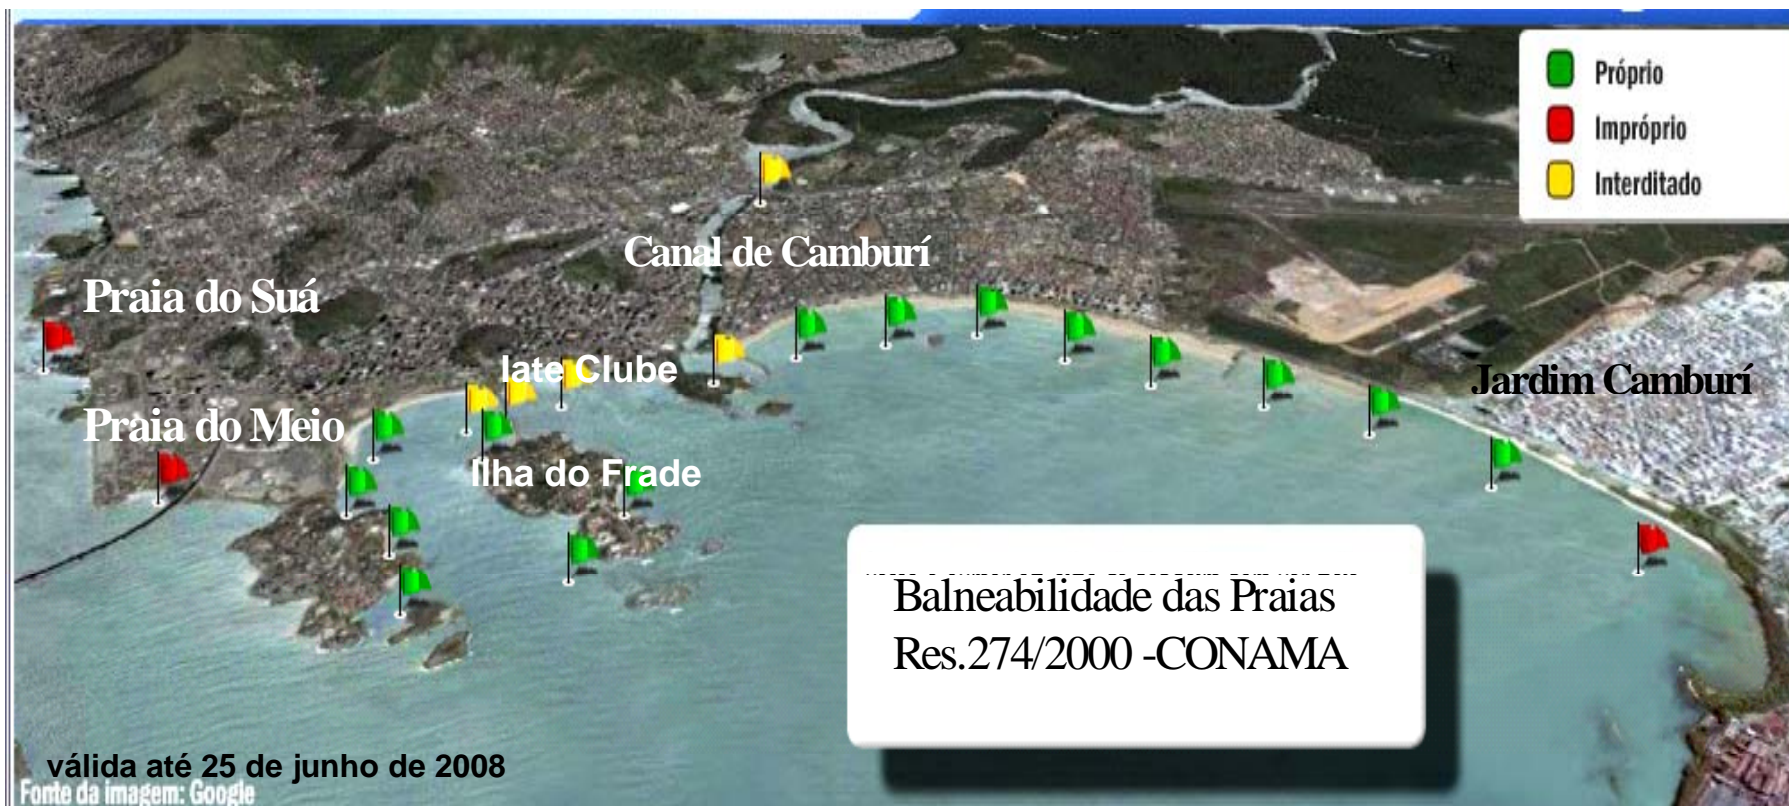 Próprio
Impróprio
Interditado
Canal de Camburí
Praia do Suá
Iate Clube
Jardim Camburí
Praia do Meio
Ilha do Frade
Balneabilidade das Praias
Res.274/2000 -CONAMA
válida até 25 de junho de 2008
Fonte da imagem: Google